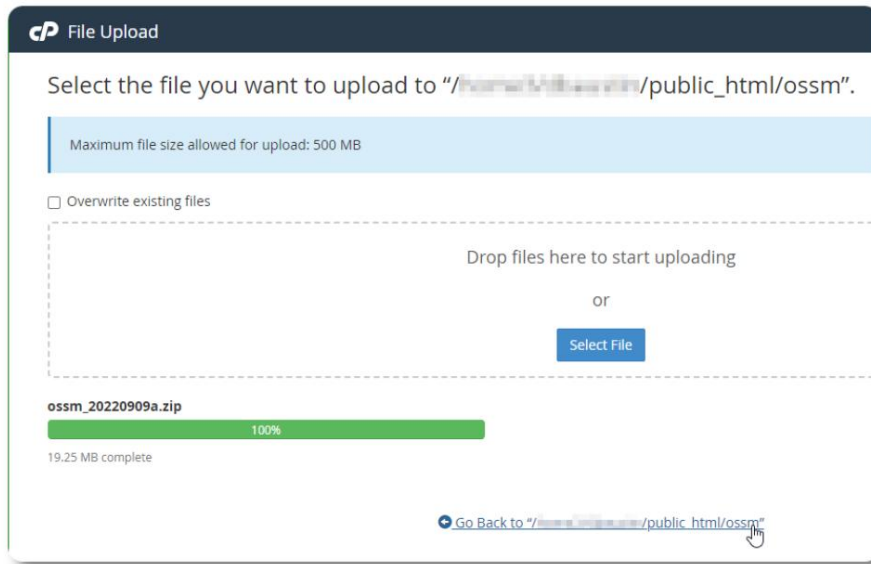 cP File Upload
Select the file you want to upload to “/ /public_html/ossm”.
Maximum file size allowed for upload: 500 MB
Overwrite existing files
Drop files here to start uploading
or
Select File
ossm_20220909a.zip
100%
19.25 MB complete
Go Back to “/ /public_html/ossm”